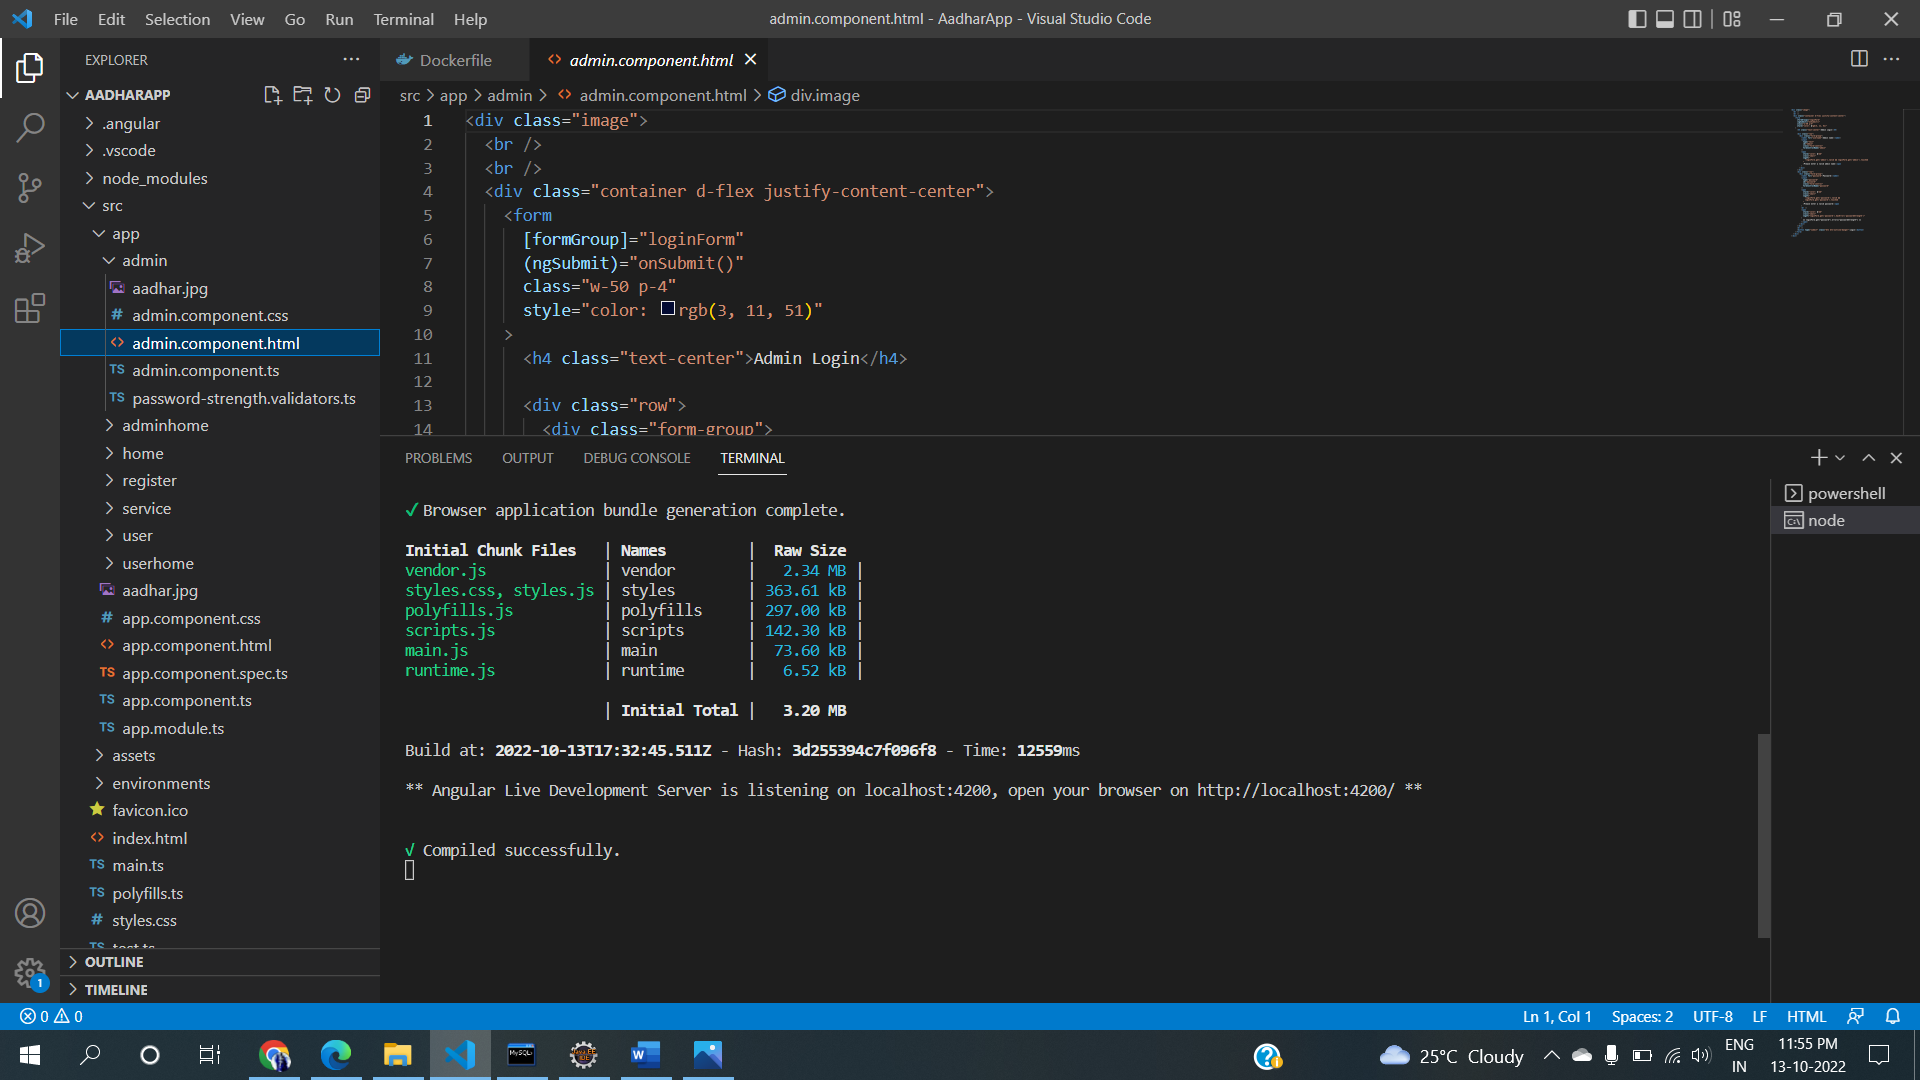 File Edit Selection View Go Run Terminal Help
admin.component.html - AadharApp - Visual Studio Code
EXPLORER
AADHARAPP
.angular
.vscode
node_modules
src
app
admin
aadhar.jpg
# admin.component.css
<> admin.component.html
TS admin.component.ts
TS password-strength.validators.ts
adminhome
home
register
service
user
userhome
aadhar.jpg
# app.component.css
<> app.component.html
TS app.component.spec.ts
TS app.component.ts
TS app.module.ts
assets
environments
favicon.ico
<> index.html
TS main.ts
TS polyfills.ts
# styles.css
TS test.ts
OUTLINE
TIMELINE
1
Dockerfile
<> admin.component.html
src > app > admin > <> admin.component.html > div.image
1 <div class="image">
2 <br />
3 <br />
4 <div class="container d-flex justify-content-center">
5 <form
6 [formGroup]="loginForm"
7 (ngSubmit)="onSubmit()"
8 class="w-50 p-4"
9 style="color: rgb(3, 11, 51)"
10 >
11 <h4 class="text-center">Admin Login</h4>
12
13 <div class="row">
14 <div class="form-group">
PROBLEMS OUTPUT DEBUG CONSOLE TERMINAL
powershell
node
√ Browser application bundle generation complete.
Initial Chunk Files | Names | Raw Size
vendor.js | vendor | 2.34 MB |
styles.css, styles.js | styles | 363.61 kB |
polyfills.js | polyfills | 297.00 kB |
scripts.js | scripts | 142.30 kB |
main.js | main | 73.60 kB |
runtime.js | runtime | 6.52 kB |
| Initial Total | 3.20 MB
Build at: 2022-10-13T17:32:45.511Z - Hash: 3d255394c7f096f8 - Time: 12559ms
** Angular Live Development Server is listening on localhost:4200, open your browser on http://localhost:4200/ **
√ Compiled successfully.
0 0
Ln 1, Col 1 Spaces: 2 UTF-8 LF HTML
MySQL
W
25°C Cloudy
ENG
IN
11:55 PM
13-10-2022